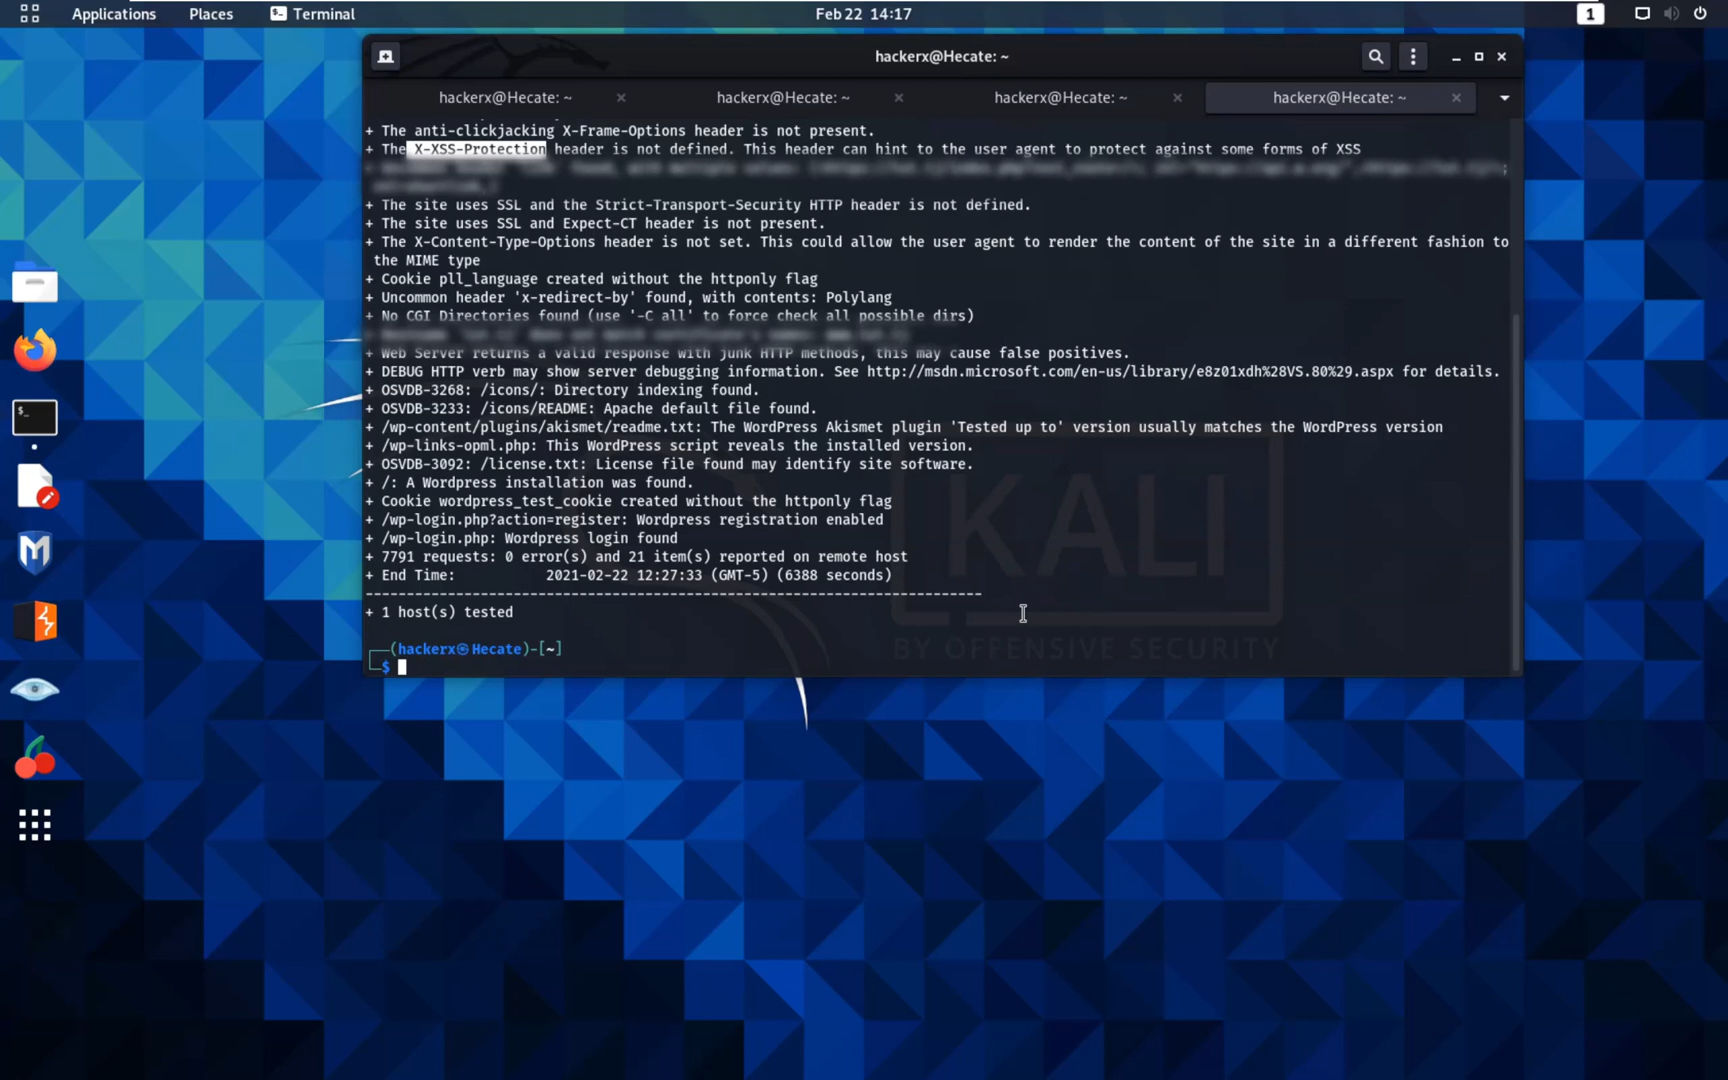 Applications Places Terminal Feb 22 14:17 1
hackerx@Hecate: ~
hackerx@Hecate: ~ hackerx@Hecate: ~ hackerx@Hecate: ~ hackerx@Hecate: ~
+ The anti-clickjacking X-Frame-Options header is not present.
+ The X-XSS-Protection header is not defined. This header can hint to the user agent to protect against some forms of XSS
+ The site uses SSL and the Strict-Transport-Security HTTP header is not defined.
+ The site uses SSL and Expect-CT header is not present.
+ The X-Content-Type-Options header is not set. This could allow the user agent to render the content of the site in a different fashion to
the MIME type
+ Cookie pll_language created without the httponly flag
+ Uncommon header 'x-redirect-by' found, with contents: Polylang
+ No CGI Directories found (use '-C all' to force check all possible dirs)
+ Web Server returns a valid response with junk HTTP methods, this may cause false positives.
+ DEBUG HTTP verb may show server debugging information. See http://msdn.microsoft.com/en-us/library/e8z01xdh%28VS.80%29.aspx for details.
+ OSVDB-3268: /icons/: Directory indexing found.
+ OSVDB-3233: /icons/README: Apache default file found.
+ /wp-content/plugins/akismet/readme.txt: The WordPress Akismet plugin 'Tested up to' version usually matches the WordPress version
+ /wp-links-opml.php: This WordPress script reveals the installed version.
+ OSVDB-3092: /license.txt: License file found may identify site software.
+ /: A Wordpress installation was found.
+ Cookie wordpress_test_cookie created without the httponly flag
+ /wp-login.php?action=register: Wordpress registration enabled
+ /wp-login.php: Wordpress login found
+ 7791 requests: 0 error(s) and 21 item(s) reported on remote host
+ End Time: 2021-02-22 12:27:33 (GMT-5) (6388 seconds)
---------------------------------------------------------------------------
+ 1 host(s) tested
┌──(hackerx㉿Hecate)-[~]
└─$
KALI
BY OFFENSIVE SECURITY